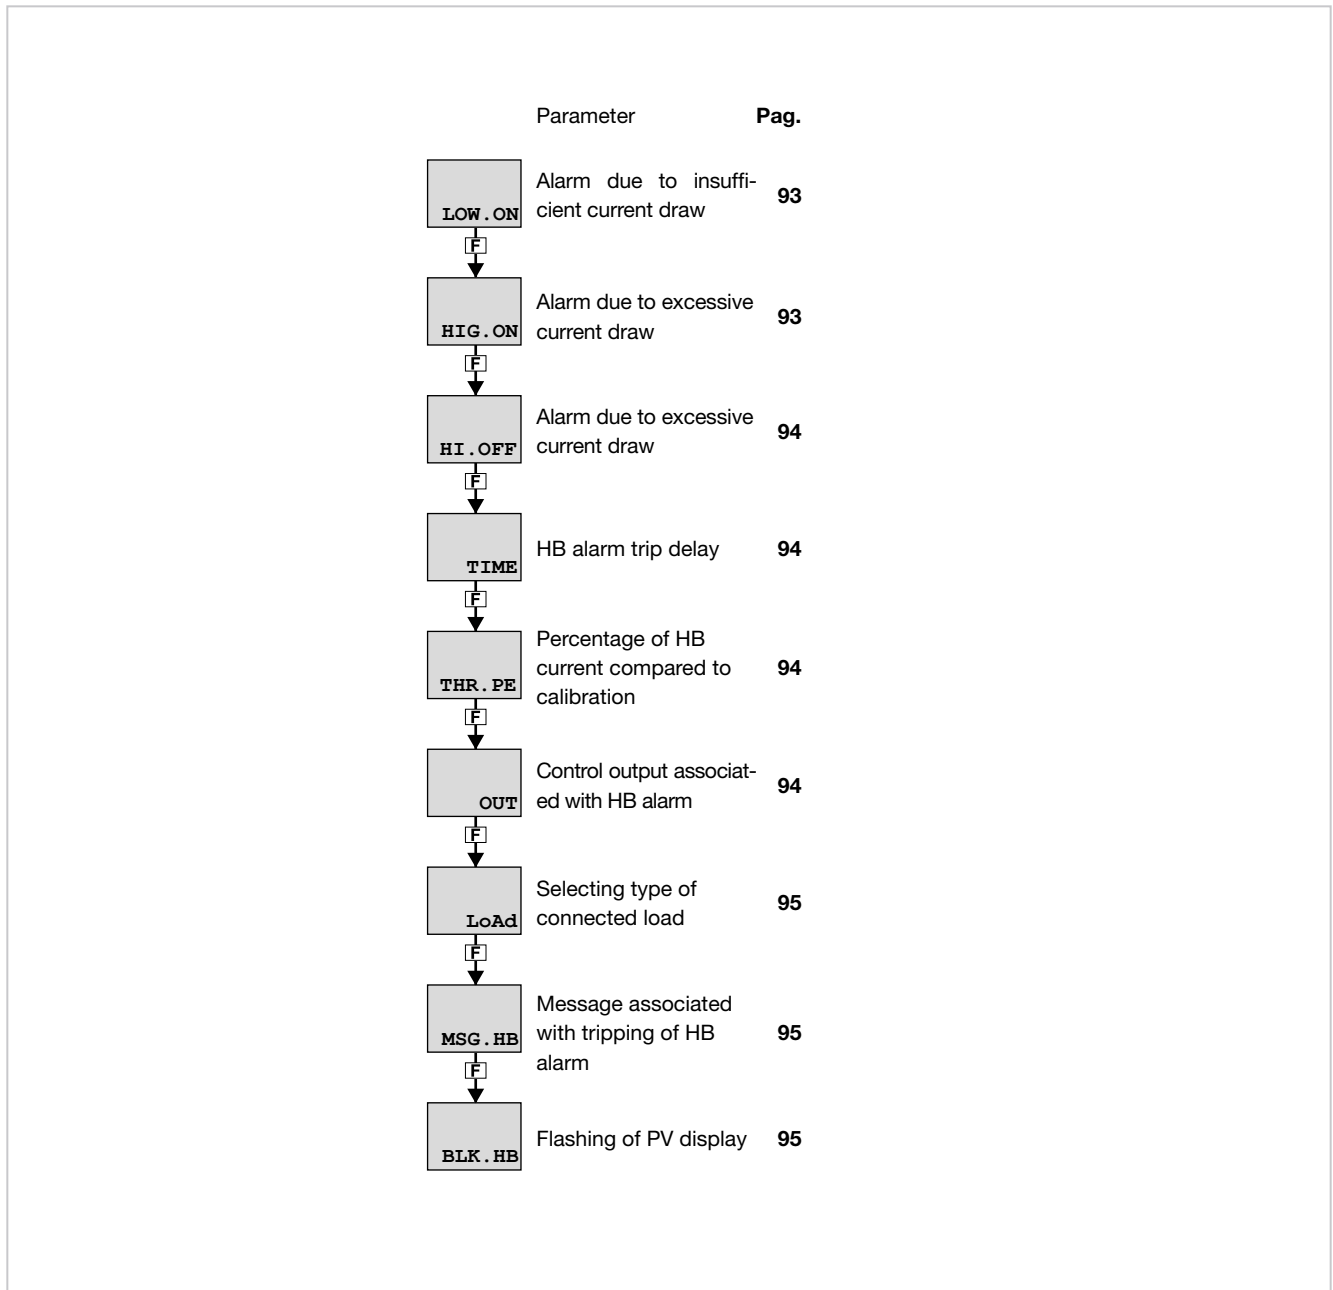 Parameter Pag.
LOW.ON
Alarm due to insuffi-
cient current draw
93
F
HIG.ON
Alarm due to excessive
current draw
93
F
HI.OFF
Alarm due to excessive
current draw
94
F
TIME
HB alarm trip delay
94
F
THR.PE
Percentage of HB
current compared to
calibration
94
F
OUT
Control output associat-
ed with HB alarm
94
F
LoAd
Selecting type of
connected load
95
F
MSG.HB
Message associated
with tripping of HB
alarm
95
F
BLK.HB
Flashing of PV display
95